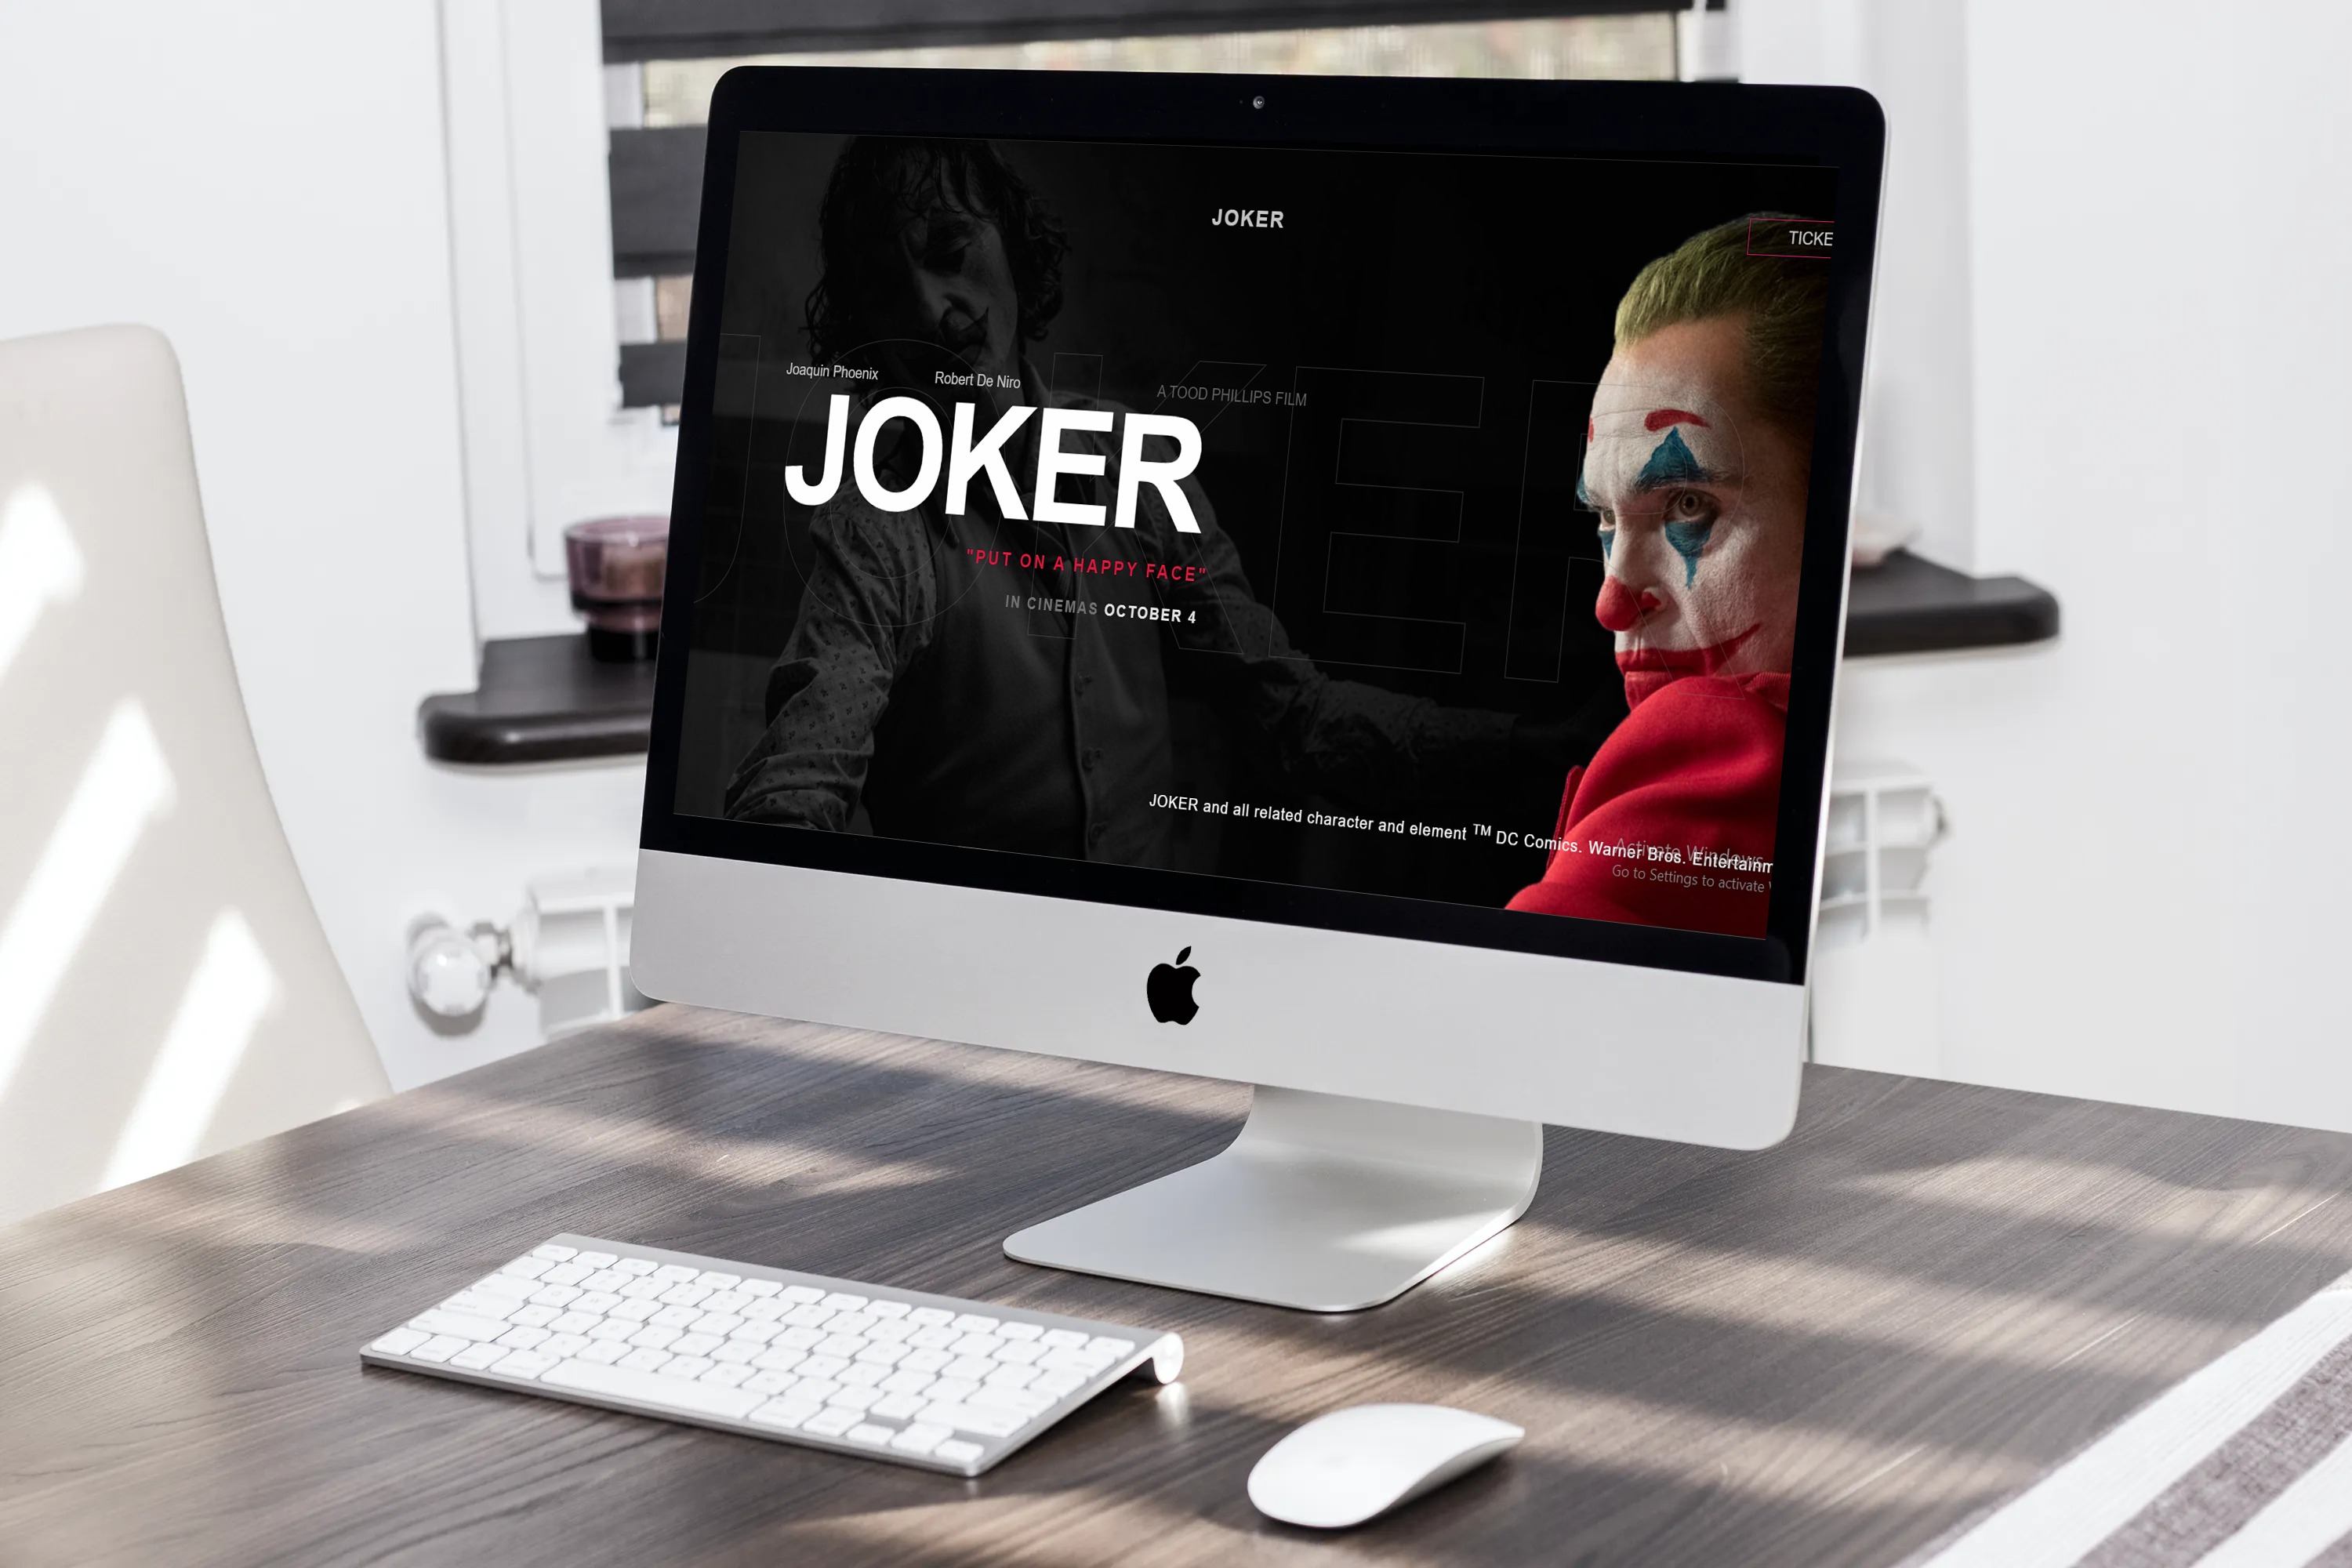 JOKER
TICKE
Joaquin Phoenix
Robert De Niro
A TOOD PHILLIPS FILM
JOKER
JOKER
"PUT ON A HAPPY FACE"
IN CINEMAS OCTOBER 4
JOKER and all related character and element TM DC Comics. Warner Bros. Entertainm
Activate Windows
Go to Settings to activate